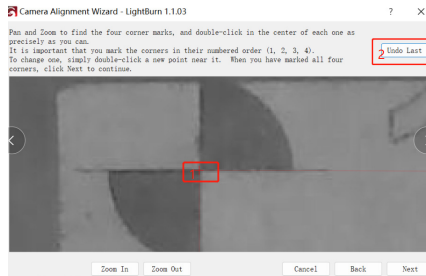 Camera Alignment Wizard - LightBurn 1.1.03
Pan and Zoom to find the four corner marks, and double-click in the center of each one as
precisely as you can.
It is important that you mark the corners in their numbered order (1, 2, 3, 4).
To change one, simply double-click a new point near it. When you have marked all four
corners, click Next to continue.
2
Undo Last
1
Zoom In
Zoom Out
Cancel
Back
Next